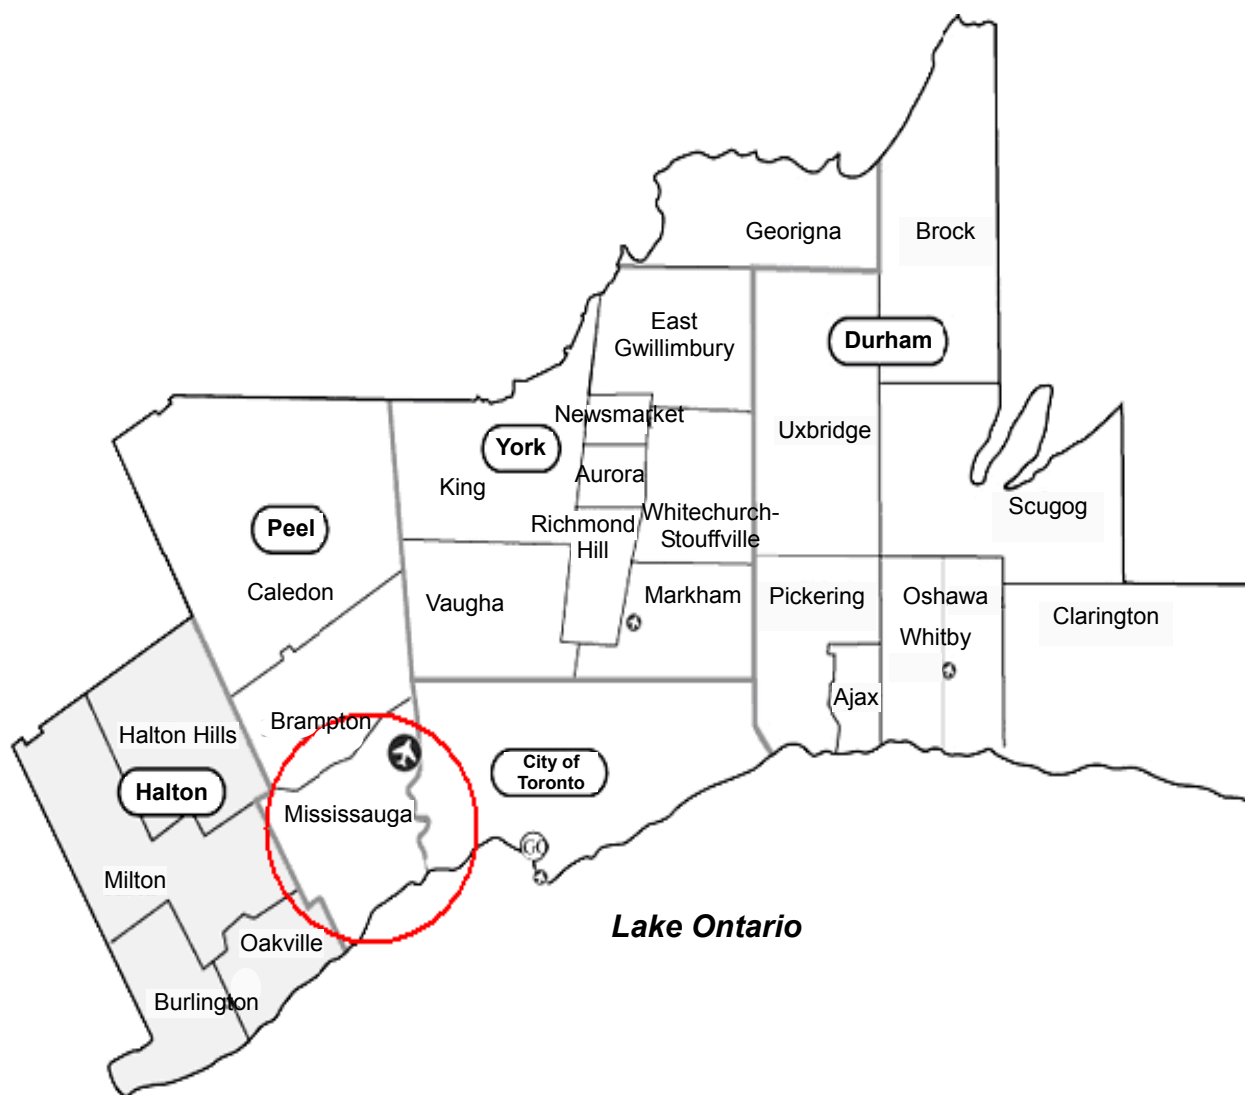 Georigna
Brock
East
Gwillimbury
Durham
Newsmarket
Uxbridge
York
King
Aurora
Whitechurch-
Stouffville
Scugog
Richmond
Hill
Peel
Caledon
Vaugha
Markham
Pickering
Oshawa
Whitby
Clarington
Ajax
Brampton
Halton Hills
Halton
City of
Toronto
Mississauga
GO
Milton
Lake Ontario
Oakville
Burlington